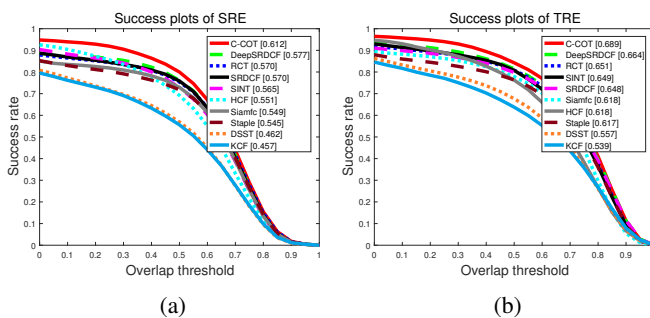 Success plots of SRE
Success rate
1
0.9
0.8
0.7
0.6
0.5
0.4
0.3
0.2
0.1
0
C-COT [0.612]
DeepSRDCF [0.577]
RCT [0.570]
SRDCF [0.570]
SINT [0.565]
HCF [0.551]
Siamfc [0.549]
Staple [0.545]
DSST [0.462]
KCF [0.457]
0 0.1 0.2 0.3 0.4 0.5 0.6 0.7 0.8 0.9 1
Overlap threshold
(a)
Success plots of TRE
Success rate
1
0.9
0.8
0.7
0.6
0.5
0.4
0.3
0.2
0.1
0
C-COT [0.689]
DeepSRDCF [0.664]
RCT [0.651]
SINT [0.649]
SRDCF [0.648]
Siamfc [0.618]
HCF [0.618]
Staple [0.617]
DSST [0.557]
KCF [0.539]
0 0.1 0.2 0.3 0.4 0.5 0.6 0.7 0.8 0.9
Overlap threshold
(b)